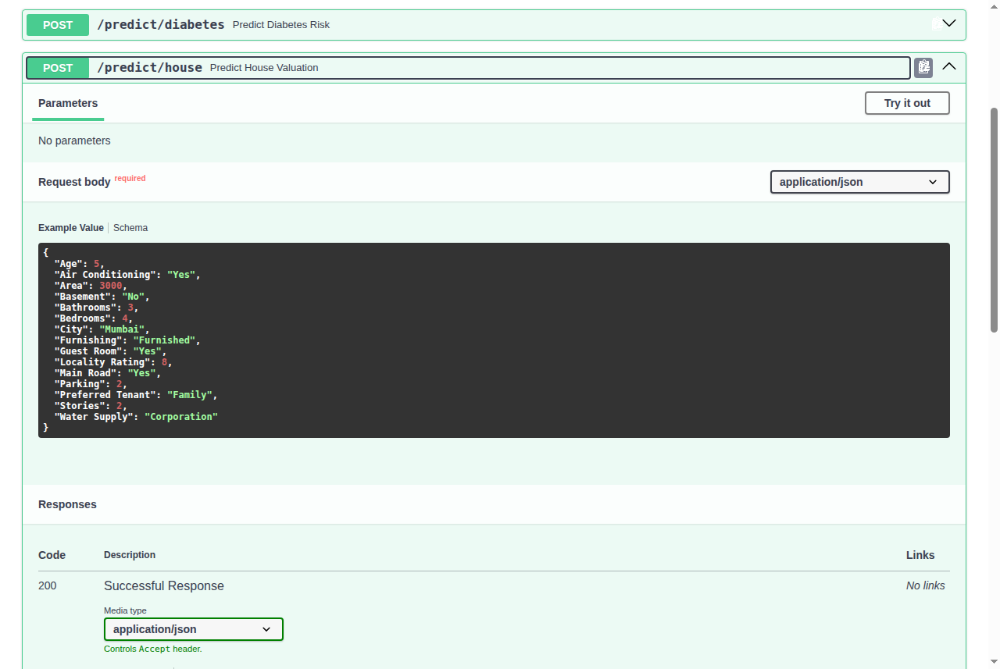 POST /predict/diabetes Predict Diabetes Risk
POST /predict/house Predict House Valuation
Parameters
Try it out
No parameters
Request body required
application/json
Example Value
Schema
{
  "Age": 5,
  "Air Conditioning": "Yes",
  "Area": 3000,
  "Basement": "No",
  "Bathrooms": 3,
  "Bedrooms": 4,
  "City": "Mumbai",
  "Furnishing": "Furnished",
  "Guest Room": "Yes",
  "Locality Rating": 8,
  "Main Road": "Yes",
  "Parking": 2,
  "Preferred Tenant": "Family",
  "Stories": 2,
  "Water Supply": "Corporation"
}
Responses
Code Description Links
200 Successful Response No links
Media type
application/json
Controls Accept header.